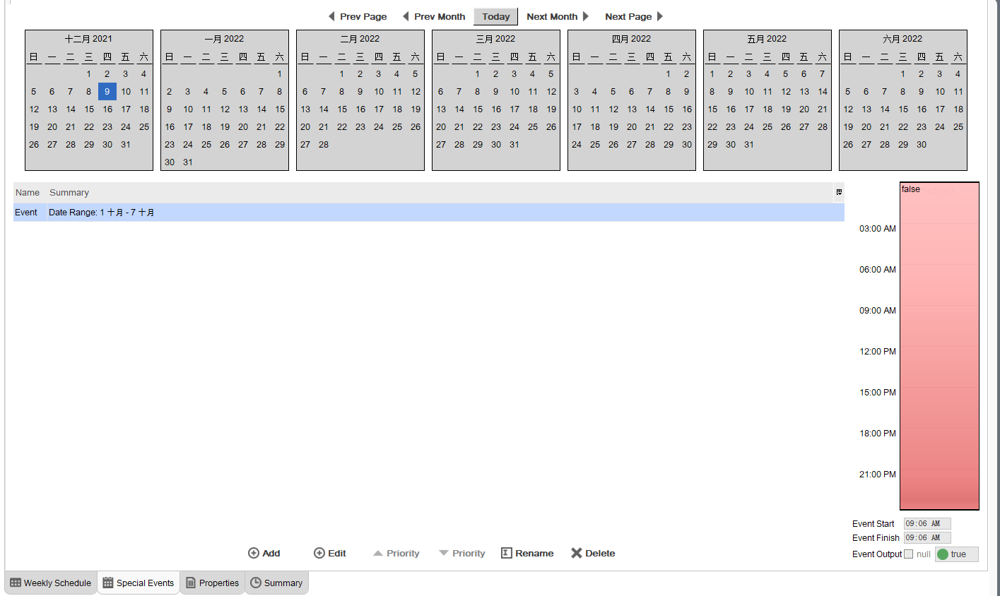 Prev Page Prev Month Today Next Month Next Page
十二月 2021
日 一 二 三 四 五 六
1 2 3 4
5 6 7 8 9 10 11
12 13 14 15 16 17 18
19 20 21 22 23 24 25
26 27 28 29 30 31
一月 2022
日 一 二 三 四 五 六
1
2 3 4 5 6 7 8
9 10 11 12 13 14 15
16 17 18 19 20 21 22
23 24 25 26 27 28 29
30 31
二月 2022
日 一 二 三 四 五 六
1 2 3 4 5
6 7 8 9 10 11 12
13 14 15 16 17 18 19
20 21 22 23 24 25 26
27 28
三月 2022
日 一 二 三 四 五 六
1 2 3 4 5
6 7 8 9 10 11 12
13 14 15 16 17 18 19
20 21 22 23 24 25 26
27 28 29 30 31
四月 2022
日 一 二 三 四 五 六
1 2
3 4 5 6 7 8 9
10 11 12 13 14 15 16
17 18 19 20 21 22 23
24 25 26 27 28 29 30
五月 2022
日 一 二 三 四 五 六
1 2 3 4 5 6 7
8 9 10 11 12 13 14
15 16 17 18 19 20 21
22 23 24 25 26 27 28
29 30 31
六月 2022
日 一 二 三 四 五 六
1 2 3 4
5 6 7 8 9 10 11
12 13 14 15 16 17 18
19 20 21 22 23 24 25
26 27 28 29 30
Name Summary
Event Date Range: 1 十月 - 7 十月
false
03:00 AM
06:00 AM
09:00 AM
12:00 PM
15:00 PM
18:00 PM
21:00 PM
Event Start 09:06 AM
Event Finish 09:06 AM
Event Output null true
Add Edit Priority Priority Rename Delete
Weekly Schedule Special Events Properties Summary